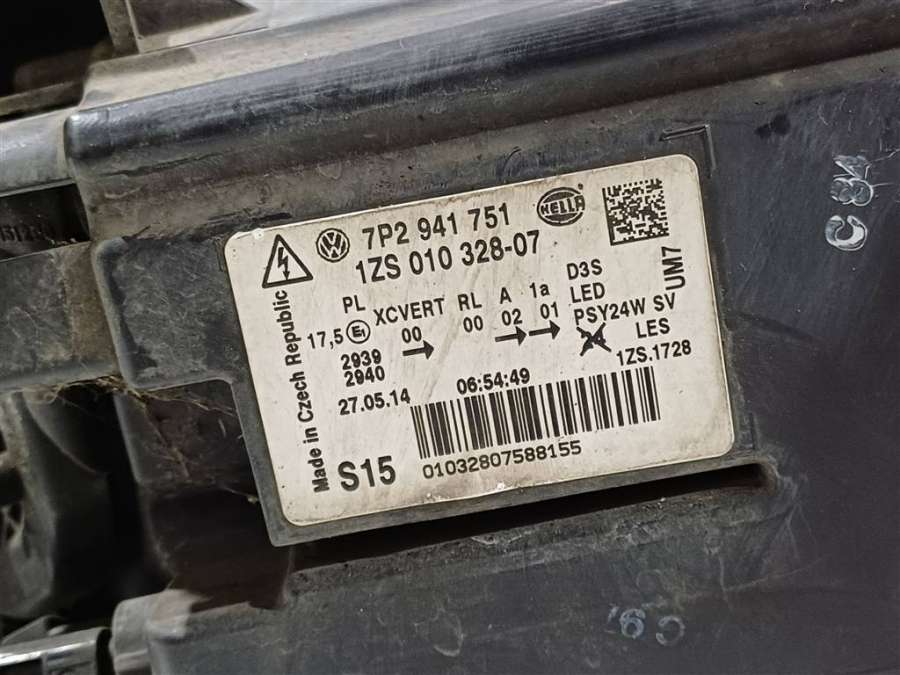 7P2 941 751
HELLA
1ZS 010 328-07
UM7
PL XCVERT RL A 1a D3S
17,5 E1 00 00 02 01 LED
PSY24W SV
2939
2940
LES
1ZS.1728
27.05.14 06:54:49
01032807588155
S15
Made in Czech Republic
C84